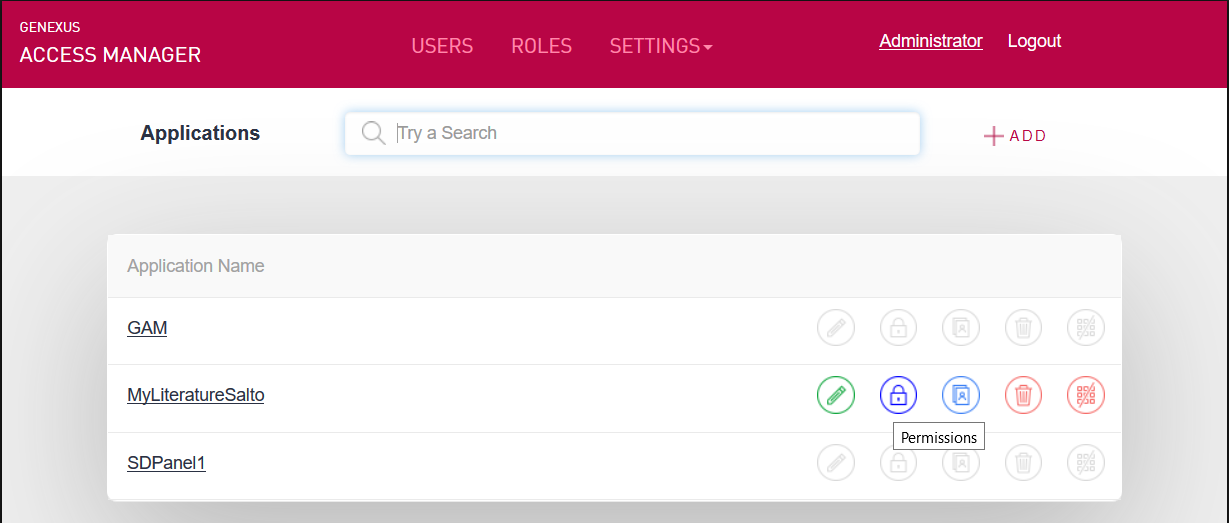 GENEXUS
ACCESS MANAGER
USERS ROLES SETTINGS
Administrator Logout
Applications
Try a Search
ADD
Application Name
GAM
MyLiteratureSalto
Permissions
SDPanel1